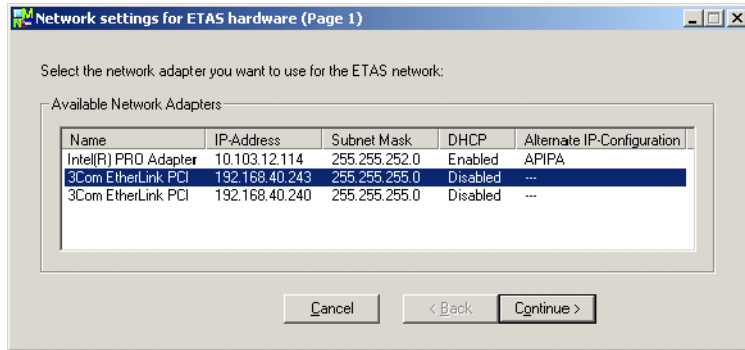 Network settings for ETAS hardware (Page 1)
Select the network adapter you want to use for the ETAS network:
Available Network Adapters
Name IP-Address Subnet Mask DHCP Alternate IP-Configuration
Intel(R) PRO Adapter 10.103.12.114 255.255.252.0 Enabled APIPA
3Com EtherLink PCI 192.168.40.243 255.255.255.0 Disabled ---
3Com EtherLink PCI 192.168.40.240 255.255.255.0 Disabled ---
Cancel < Back Continue >